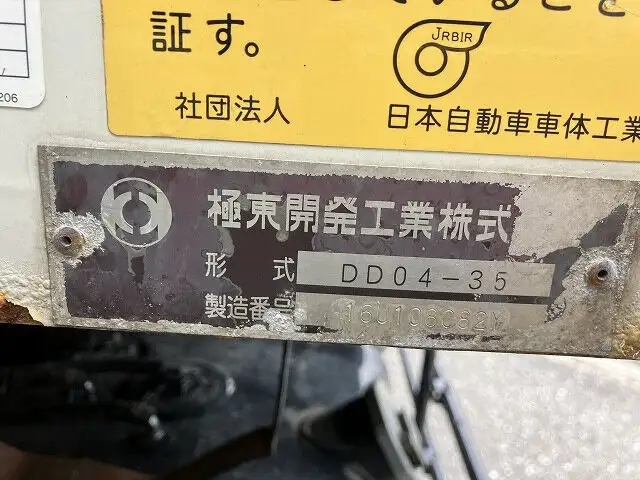 証す。
JRBIR
社団法人
日本自動車車体工業
206
極東開発工業株式
形 式 DD04-35
製造番号